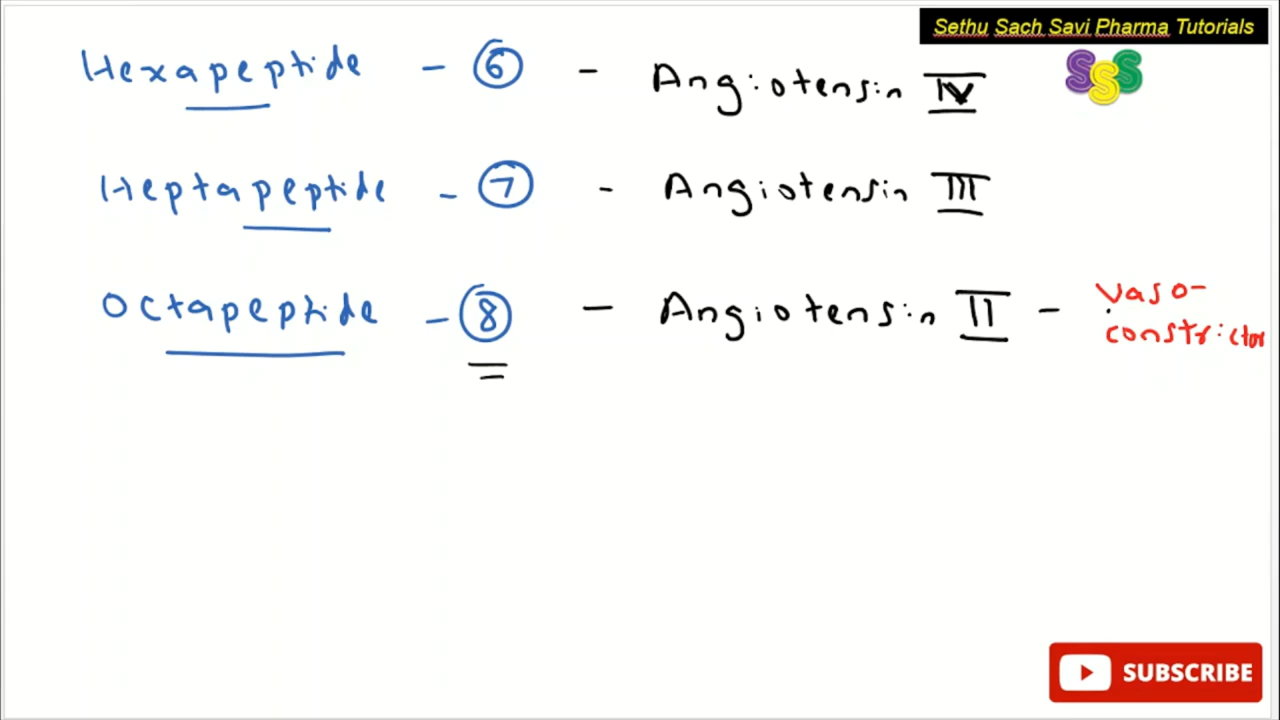 Sethu Sach Savi Pharma Tutorials
SSS
Hexapeptide - 6 - Angiotensin IV
Heptapeptide - 7 - Angiotensin III
Octapeptide - 8 - Angiotensin II - Vaso-
constrictor
SUBSCRIBE